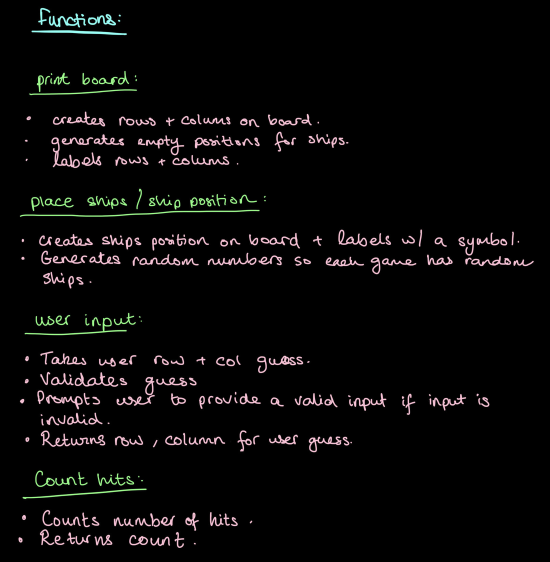 functions:
print board:
• creates rows + colums on board.
• generates empty positions for ships.
• labels rows + colums.
place ships / ship position:
• creates ships position on board + labels w/ a symbol.
• Generates random numbers so each game has random
ships.
user input:
• Takes user row + col guess.
• Validates guess
• Prompts user to provide a valid input if input is
invalid.
• Returns row, column for user guess.
Count hits:
• Counts number of hits.
• Returns count.